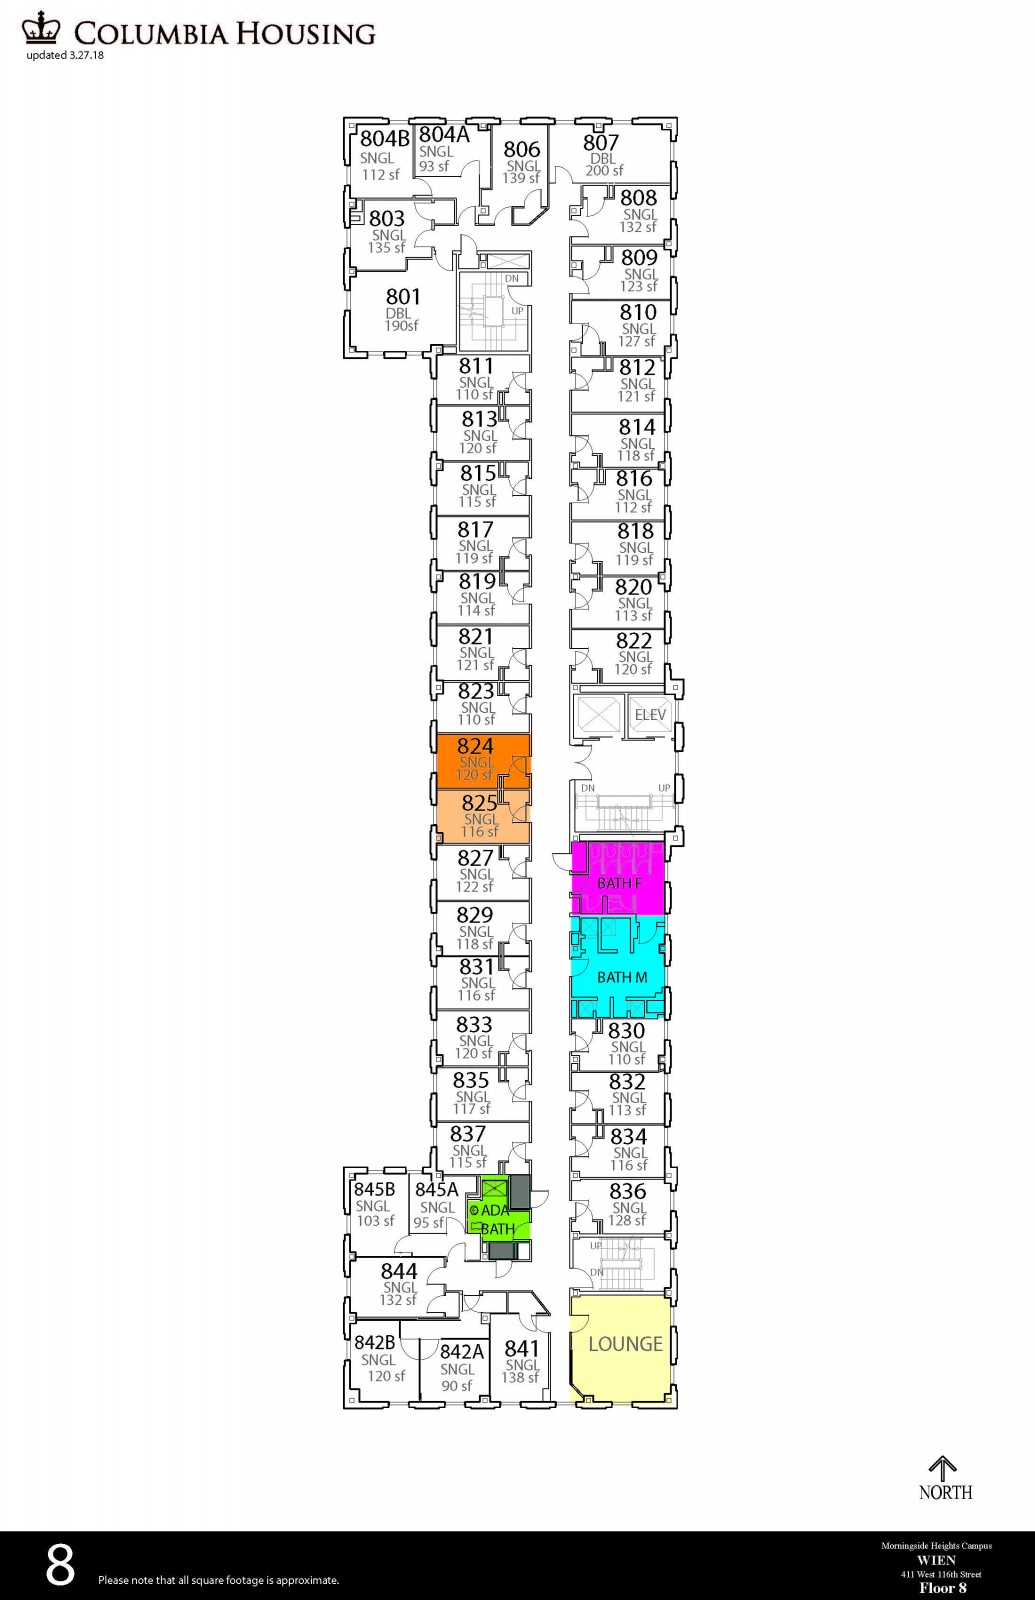 COLUMBIA HOUSING
updated 3.27.18
804B
SNGL
112 sf
804A
SNGL
93 sf
806
SNGL
139 sf
807
DBL
200 sf
803
SNGL
135 sf
808
SNGL
132 sf
801
DBL
190sf
DN
UP
809
SNGL
123 sf
810
SNGL
127 sf
811
SNGL
110 sf
812
SNGL
121 sf
813
SNGL
120 sf
814
SNGL
118 sf
815
SNGL
115 sf
816
SNGL
112 sf
817
SNGL
119 sf
818
SNGL
119 sf
819
SNGL
114 sf
820
SNGL
113 sf
821
SNGL
121 sf
822
SNGL
120 sf
823
SNGL
110 sf
ELEV
824
SNGL
120 sf
DN
UP
825
SNGL
116 sf
827
SNGL
122 sf
BATH F
829
SNGL
118 sf
831
SNGL
116 sf
BATH M
833
SNGL
120 sf
830
SNGL
110 sf
835
SNGL
117 sf
832
SNGL
113 sf
837
SNGL
115 sf
834
SNGL
116 sf
845B
SNGL
103 sf
845A
SNGL
95 sf
ADA
BATH
836
SNGL
128 sf
844
SNGL
132 sf
UP
DN
842B
SNGL
120 sf
842A
SNGL
90 sf
841
SNGL
138 sf
LOUNGE
NORTH
8
Please note that all square footage is approximate.
Morningside Heights Campus
WIEN
411 West 116th Street
Floor 8